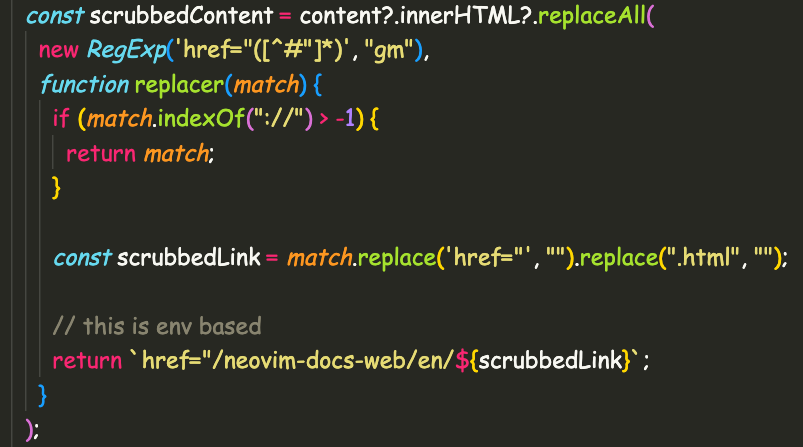 const scrubbedContent = content?.innerHTML?.replaceAll(
new RegExp('href="([^#"]*)', "gm"),
function replacer(match) {
if (match.indexOf("://") > -1) {
return match;
}
const scrubbedLink = match.replace('href="', "").replace(".html", "");
// this is env based
return `href="/neovim-docs-web/en/${scrubbedLink}`;
}
);